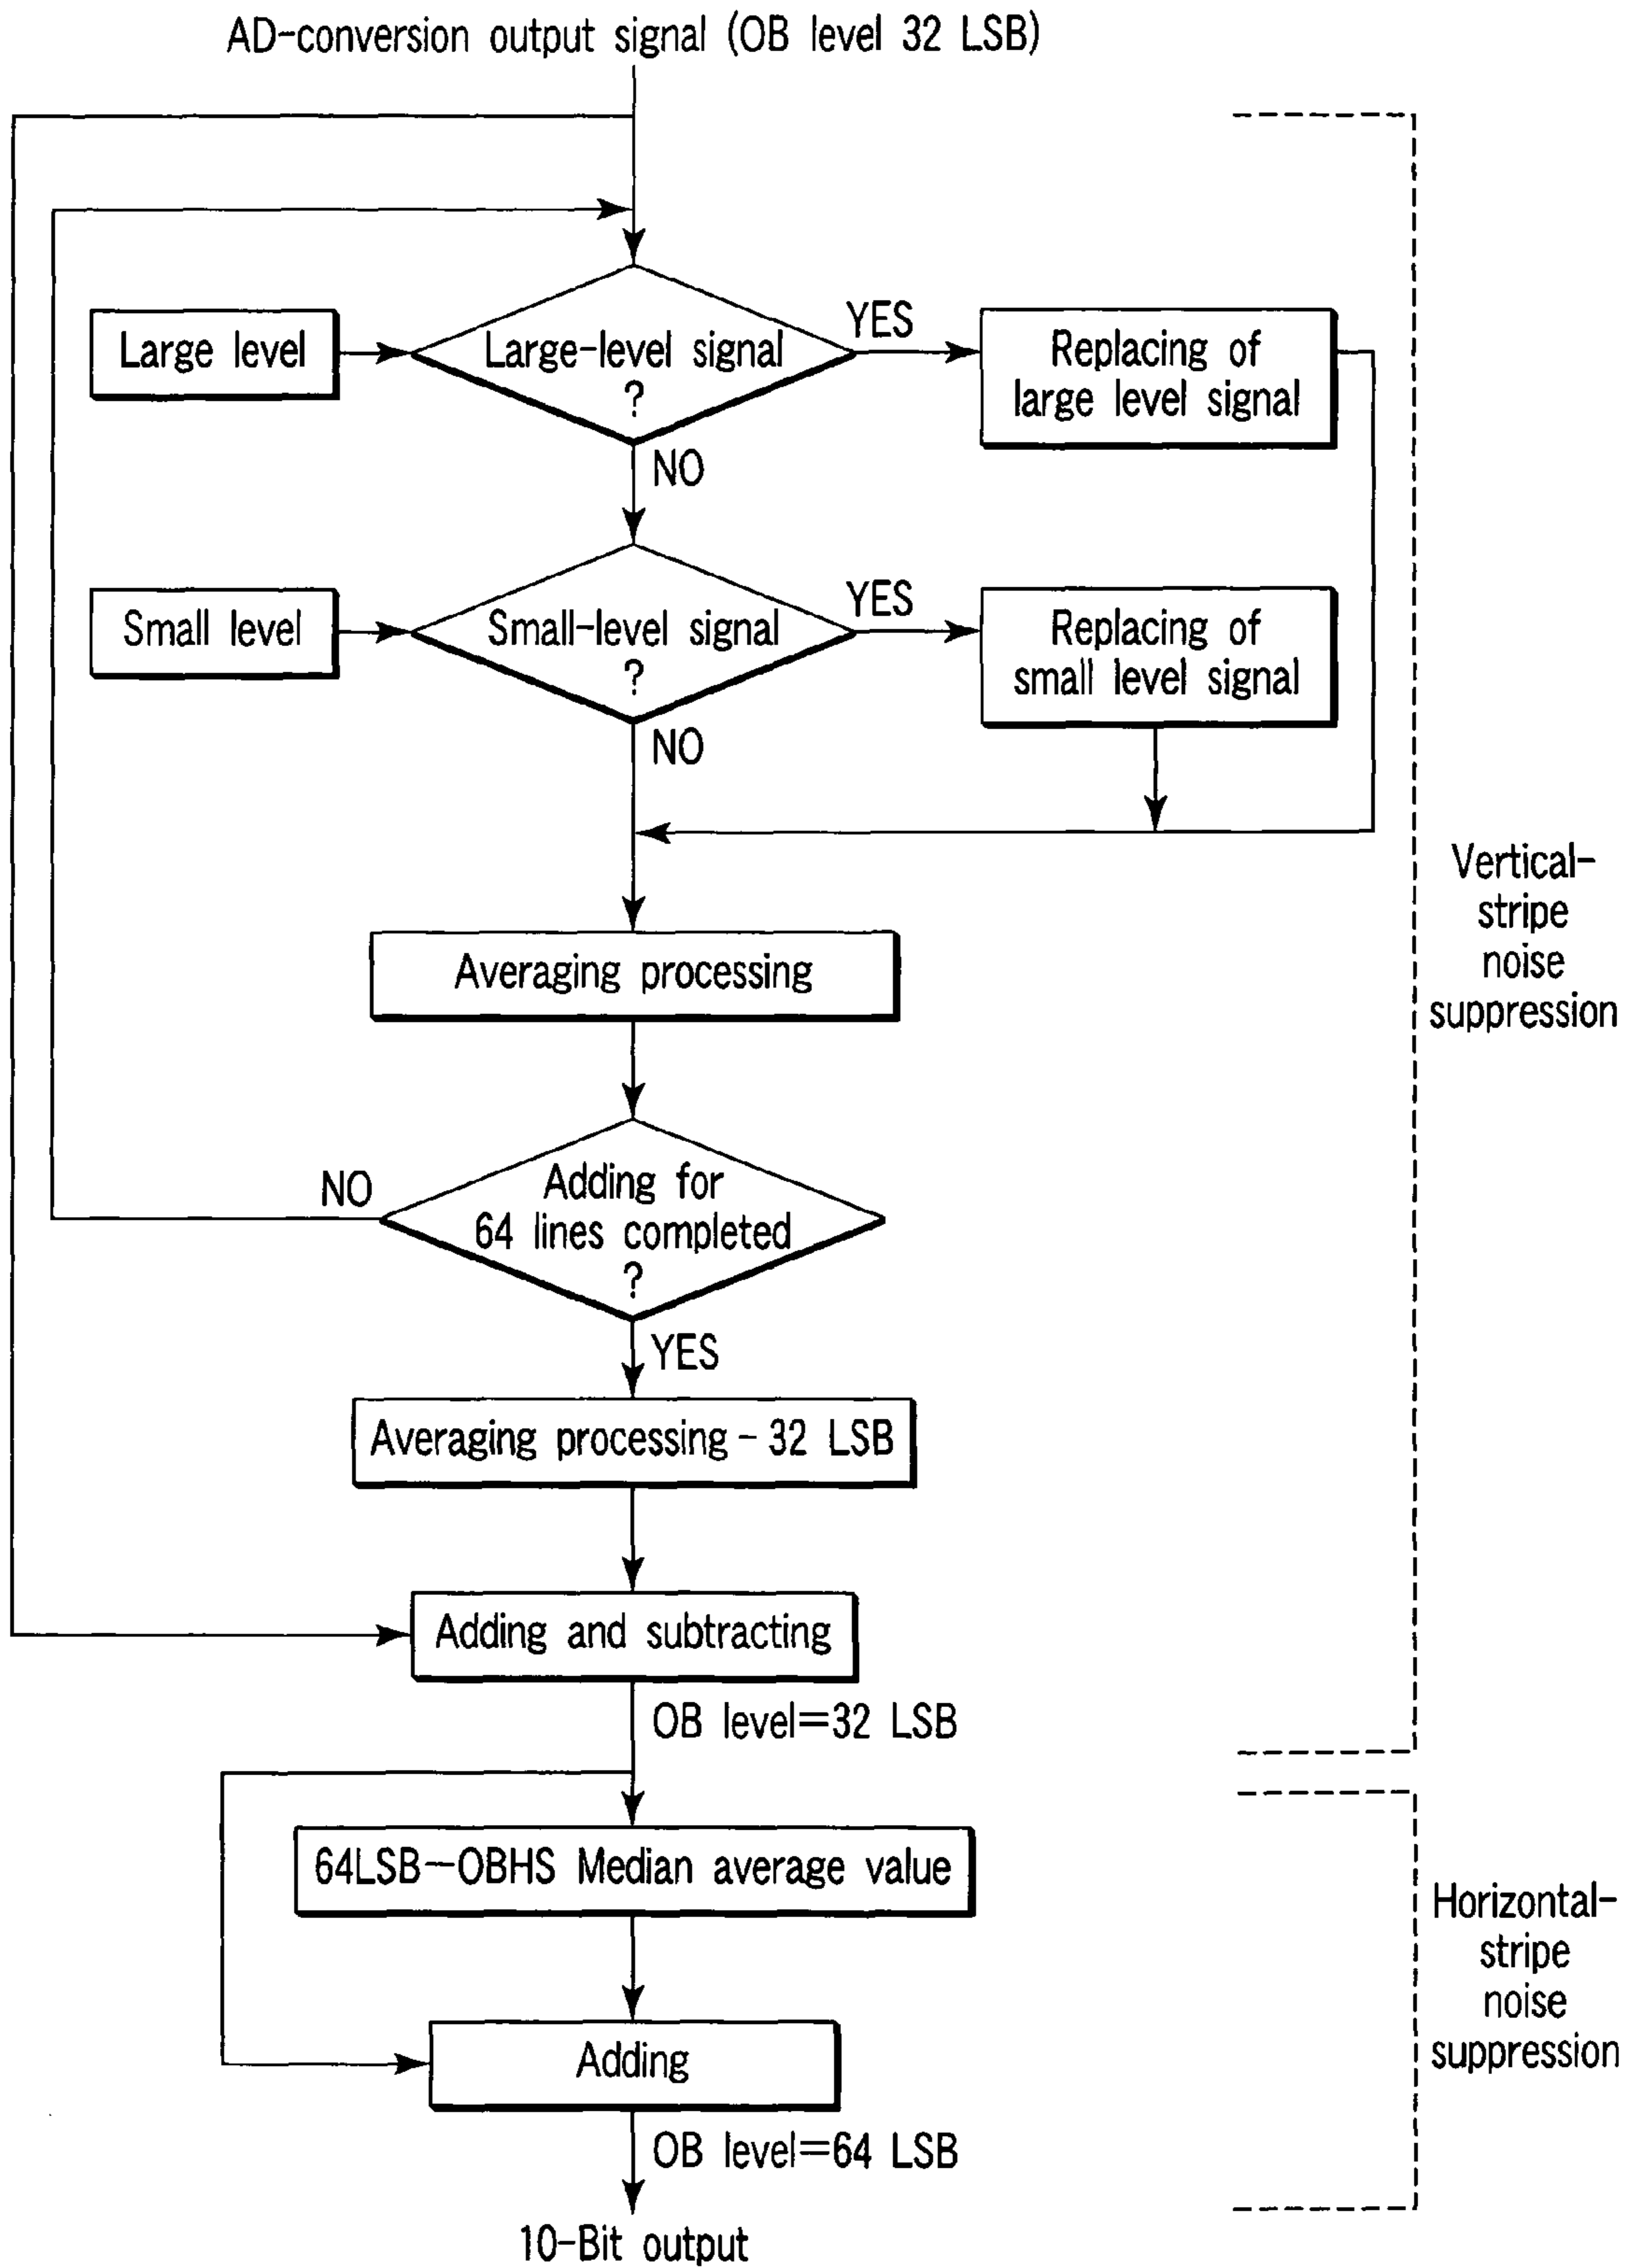 AD-conversion output signal (OB level 32 LSB)
Large level
Large-level signal
?
YES
Replacing of
large level signal
NO
Small level
Small-level signal
?
YES
Replacing of
small level signal
NO
Vertical-
stripe
noise
suppression
Averaging processing
NO
Adding for
64 lines completed
?
YES
Averaging processing - 32 LSB
Adding and subtracting
OB level=32 LSB
64LSB-OBHS Median average value
Horizontal-
stripe
noise
suppression
Adding
OB level=64 LSB
10-Bit output